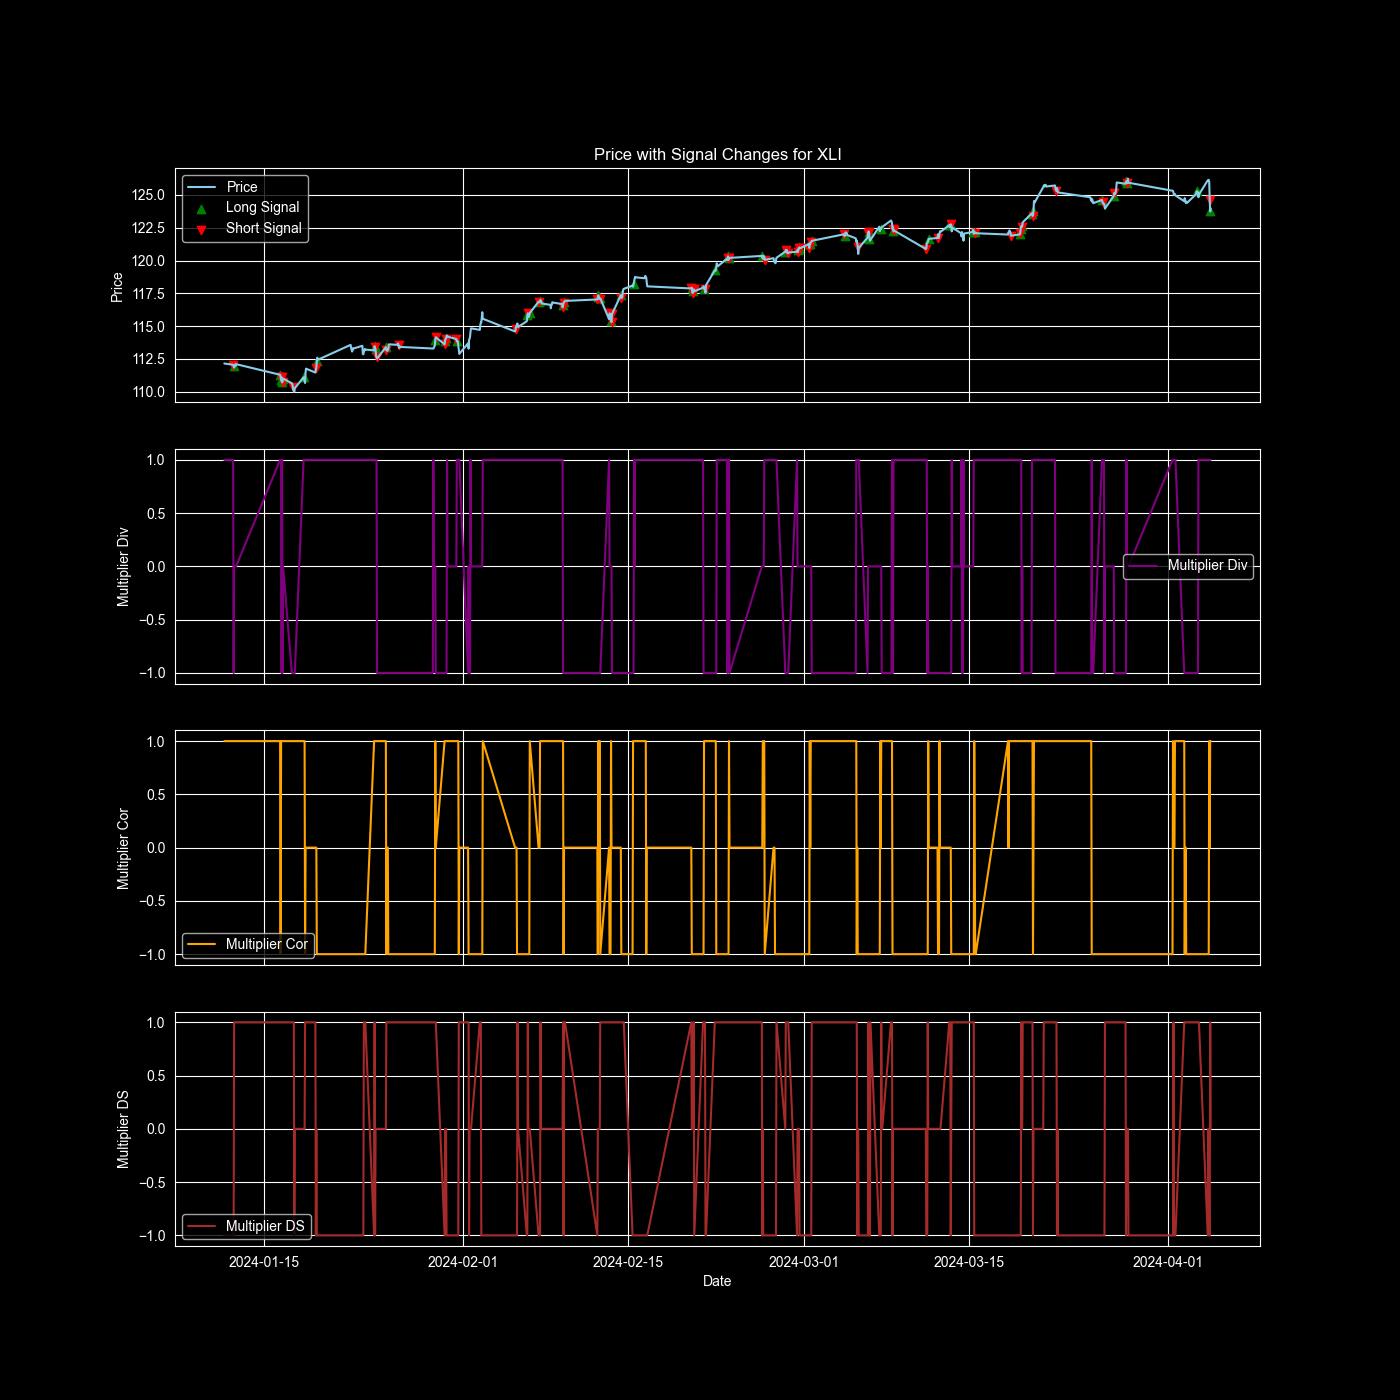 Price with Signal Changes for XLI
Price
Long Signal
Short Signal
125.0
122.5
120.0
117.5
115.0
112.5
110.0
Price
1.0
0.5
0.0
−0.5
−1.0
Multiplier Div
Multiplier Div
1.0
0.5
0.0
−0.5
−1.0
Multiplier Cor
Multiplier Cor
1.0
0.5
0.0
−0.5
−1.0
Multiplier DS
Multiplier DS
2024-01-15 2024-02-01 2024-02-15 2024-03-01 2024-03-15 2024-04-01
Date